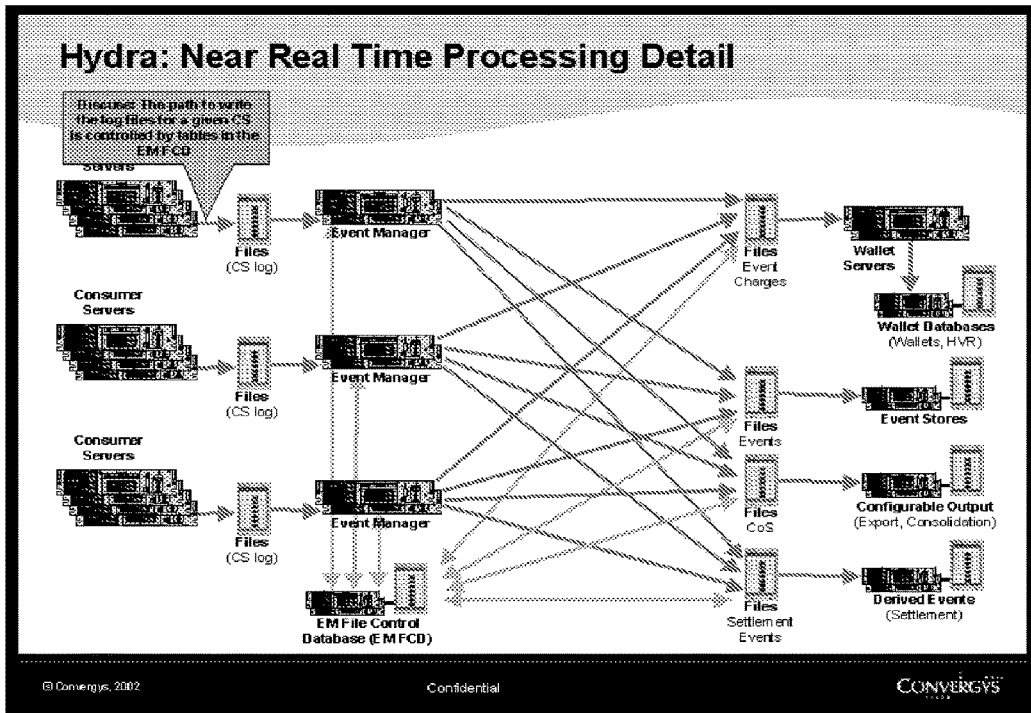 Hydra: Near Real Time Processing Detail
Discuss: The path to write
the log files for a given CS
is controlled by tables in the
EM FCD
Servers
Files
(CS log)
Event Manager
Files
Event
Charges
Wallet
Servers
Wallet Databases
(Wallets, HVR)
Consumer
Servers
Files
(CS log)
Event Manager
Files
Events
Event Stores
Consumer
Servers
Files
(CS log)
Event Manager
Files
CoS
Configurable Output
(Export, Consolidation)
EM File Control
Database (EM FCD)
Files
Settlement
Events
Derived Events
(Settlement)
© Convergys, 2002
Confidential
CONVERGYS